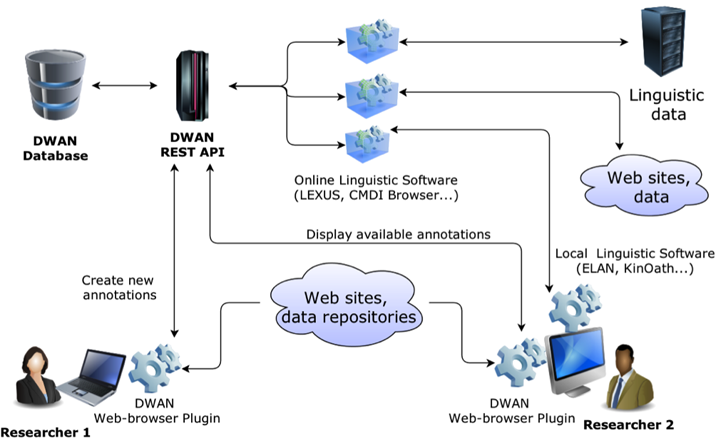 DWAN
Database
DWAN
REST API
Linguistic
data
Online Linguistic Software
(LEXUS, CMDI Browser...)
Web sites,
data
Display available annotations
Local Linguistic Software
(ELAN, KinOath...)
Create new
annotations
Web sites,
data repositories
DWAN
Web-browser Plugin
Researcher 1
DWAN
Web-browser Plugin
Researcher 2